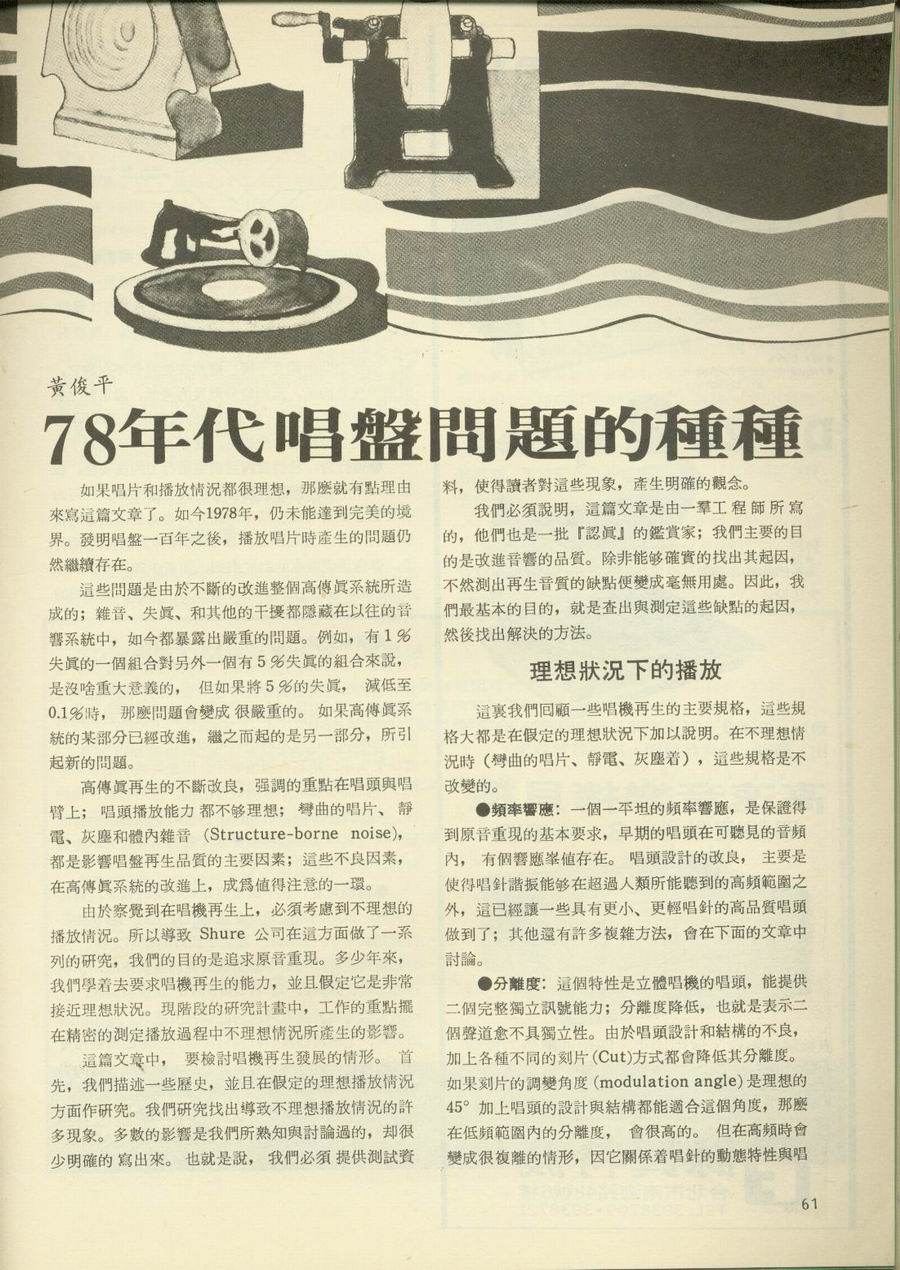 黃俊平
78年代唱盤問題的種種
如果唱片和播放情況都很理想，那麽就有點理由
來寫這篇文章了。如今1978年，仍未能達到完美的境
界。發明唱盤一百年之後，播放唱片時產生的問題仍
然繼續存在。
這些問題是由於不斷的改進整個高傳眞系統所造
成的；雜音、失眞、和其他的干擾都隱藏在以往的音
響系統中，如今都暴露出嚴重的問題。例如，有1％
失眞的一個組合對另外一個有5％失眞的組合來說，
是沒啥重大意義的，但如果將5％的失眞，減低至
0.1％時，那麽問題會變成很嚴重的。如果高傳眞系
統的某部分已經改進，繼之而起的是另一部分，所引
起新的問題。
高傳眞再生的不斷改良，强調的重點在唱頭與唱
臂上；唱頭播放能力都不够理想；彎曲的唱片、靜
電、灰塵和體內雜音 (Structure-borne noise)，
都是影響唱盤再生品質的主要因素；這些不良因素，
在高傳眞系統的改進上，成爲値得注意的一環。
由於察覺到在唱機再生上，必須考慮到不理想的
播放情況。所以導致 Shure 公司在這方面做了一系
列的硏究，我們的目的是追求原音重現。多少年來，
我們學着去要求唱機再生的能力，並且假定它是非常
接近理想狀況。現階段的硏究計畫中，工作的重點擺
在精密的測定播放過程中不理想情況所產生的影響。
這篇文章中，要檢討唱機再生發展的情形。首
先，我們描述一些歷史，並且在假定的理想播放情況
方面作硏究。我們硏究找出導致不理想播放情況的許
多現象。多數的影響是我們所熟知與討論過的，却很
少明確的寫出來。也就是說，我們必須提供測試資
料，使得讀者對這些現象，產生明確的觀念。
我們必須說明，這篇文章是由一羣工程師所寫
的，他們也是一批『認眞』的鑑賞家；我們主要的目
的是改進音響的品質。除非能够確實的找出其起因，
不然測出再生音質的缺點便變成毫無用處。因此，我
們最基本的目的，就是查出與測定這些缺點的起因，
然後找出解決的方法。
理想狀況下的播放
這裏我們回顧一些唱機再生的主要規格，這些規
格大都是在假定的理想狀況下加以說明。在不理想情
況時（彎曲的唱片、靜電、灰塵着），這些規格是不
改變的。
●頻率響應：一個一平坦的頻率響應，是保證得
到原音重現的基本要求，早期的唱頭在可聽見的音頻
內，有個響應峯値存在。唱頭設計的改良，主要是
使得唱針諧振能够在超過人類所能聽到的高頻範圍之
外，這已經讓一些具有更小、更輕唱針的高品質唱頭
做到了；其他還有許多複雜方法，會在下面的文章中
討論。
●分離度：這個特性是立體唱機的唱頭，能提供
二個完整獨立訊號能力；分離度降低，也就是表示二
個聲道愈不具獨立性。由於唱頭設計和結構的不良，
加上各種不同的刻片(Cut)方式都會降低其分離度。
如果刻片的調變角度(modulation angle)是理想的
45° 加上唱頭的設計與結構都能適合這個角度，那麽
在低頻範圍內的分離度，會很高的。但在高頻時會
變成很複離的情形，因它關係着唱針的動態特性與唱
61